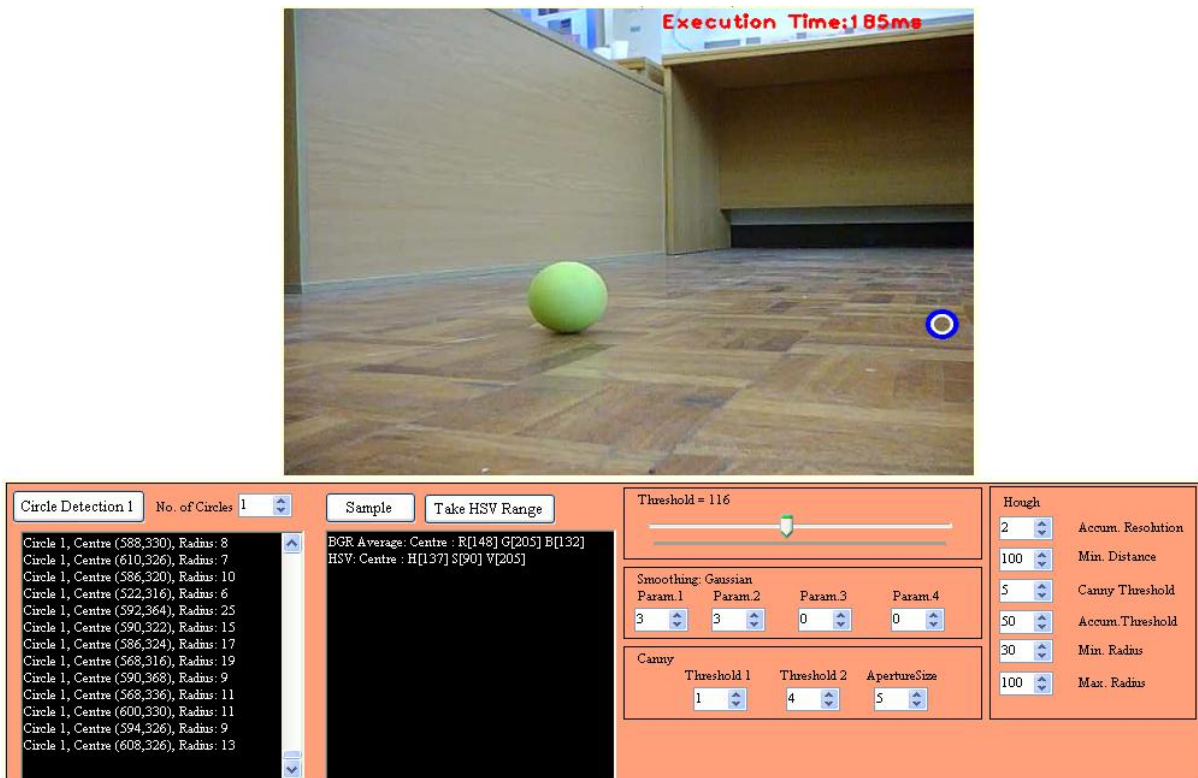 Execution Time:185ms
Circle Detection 1
No. of Circles 1
Circle 1, Centre (588,330), Radius: 8
Circle 1, Centre (610,326), Radius: 7
Circle 1, Centre (586,320), Radius: 10
Circle 1, Centre (522,316), Radius: 6
Circle 1, Centre (592,364), Radius: 25
Circle 1, Centre (590,322), Radius: 15
Circle 1, Centre (586,324), Radius: 17
Circle 1, Centre (568,316), Radius: 19
Circle 1, Centre (590,368), Radius: 9
Circle 1, Centre (568,336), Radius: 11
Circle 1, Centre (600,330), Radius: 11
Circle 1, Centre (594,326), Radius: 9
Circle 1, Centre (608,326), Radius: 13
Sample
Take HSV Range
BGR Average: Centre : R[148] G[205] B[132]
HSV: Centre : H[137] S[90] V[205]
Threshold = 116
Smoothing: Gaussian
Param.1 Param.2 Param.3 Param.4
3 3 0 0
Canny
Threshold 1 Threshold 2 ApertureSize
1 4 5
Hough
2 Accum. Resolution
100 Min. Distance
5 Canny Threshold
50 Accum.Threshold
30 Min. Radius
100 Max. Radius